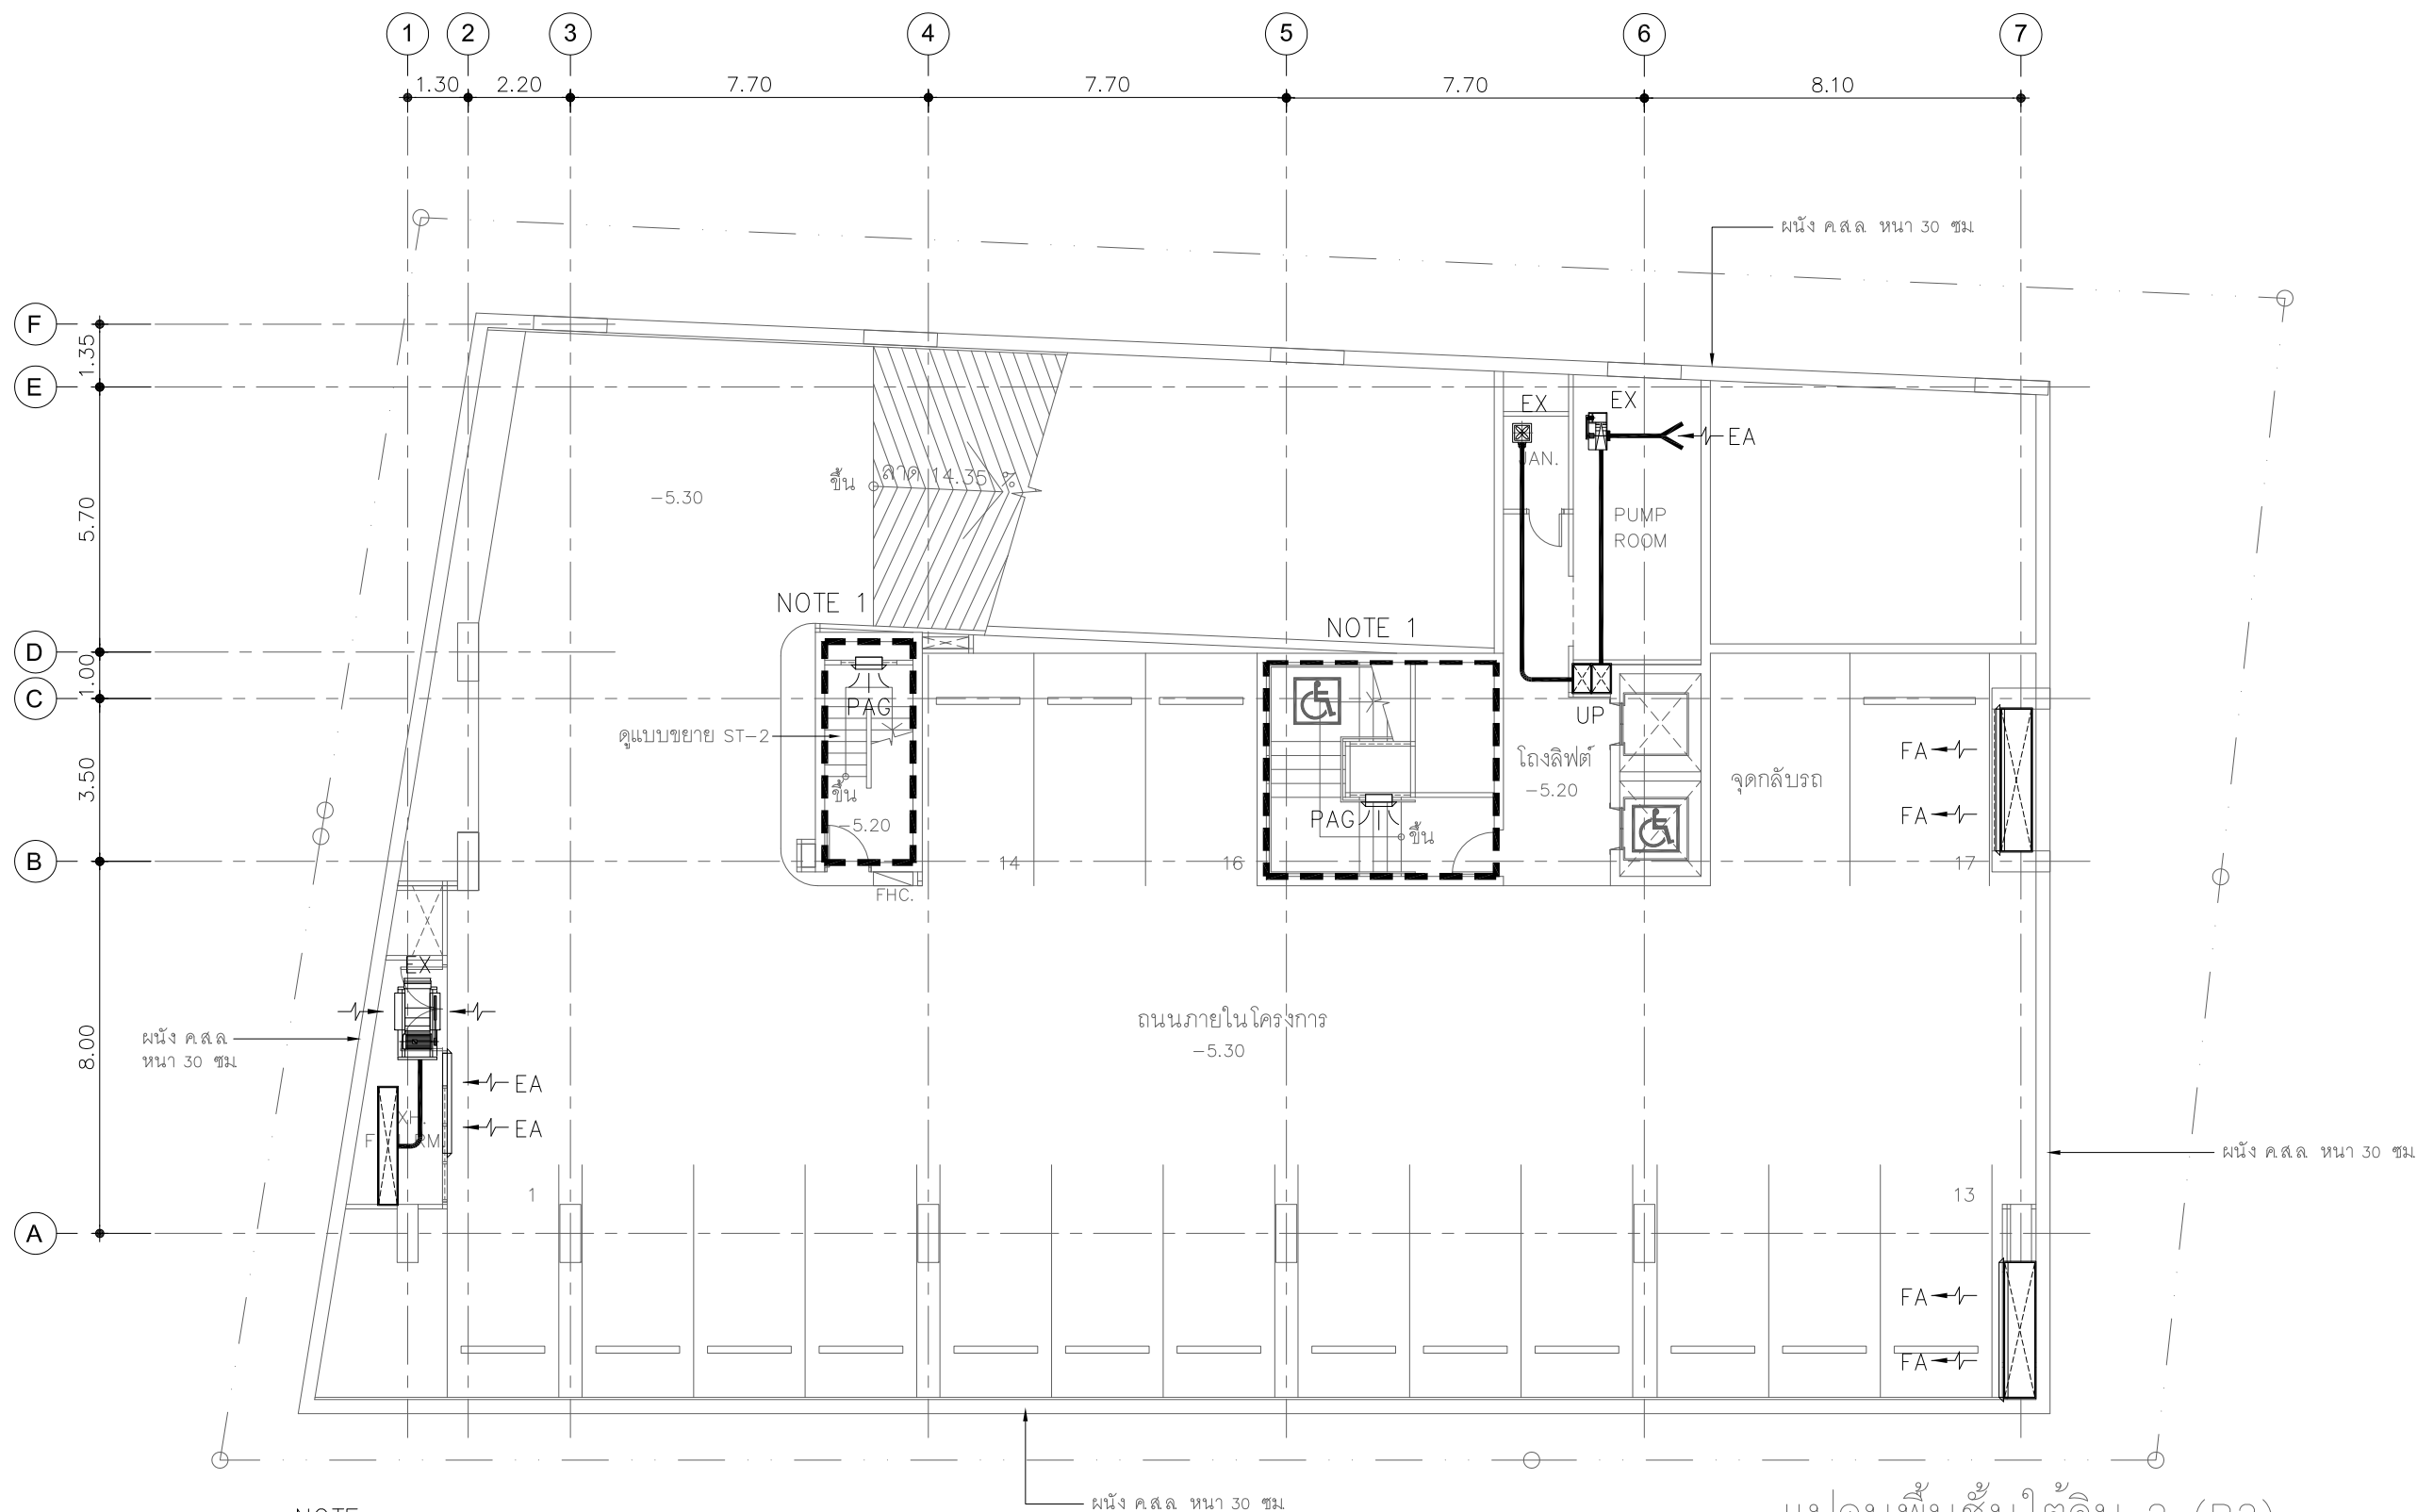 1 2 3 4 5 6 7
1.30 2.20 7.70 7.70 7.70 8.10
ผนัง ค.ส.ล. หนา 30 ซม.
F
1.35
E
EX EX
EA
JAN.
ขึ้น ลาด 14.35 %
-5.30
5.70
PUMP
ROOM
NOTE 1
NOTE 1
D
1.00
C
PAG
UP
ดูแบบขยาย ST-2
โถงลิฟต์
-5.20
จุดกลับรถ
FA
3.50
ขึ้น
FA
PAG
-5.20
ขึ้น
B
14 16 17
FHC.
EX
ถนนภายในโครงการ
-5.30
ผนัง ค.ส.ล.
หนา 30 ซม.
8.00
EA
EA
RM.
ผนัง ค.ส.ล. หนา 30 ซม.
1 13
A
FA
FA
ผนัง ค.ส.ล. หนา 30 ซม.